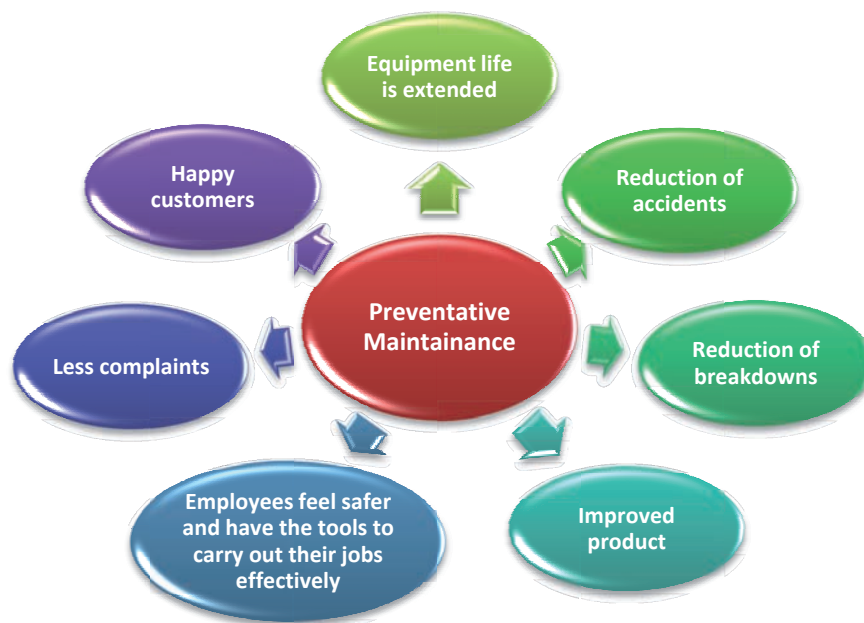 Equipment life
is extended
Happy
customers
Reduction of
accidents
Preventative
Maintainance
Less complaints
Reduction of
breakdowns
Employees feel safer
and have the tools to
carry out their jobs
effectively
Improved
product